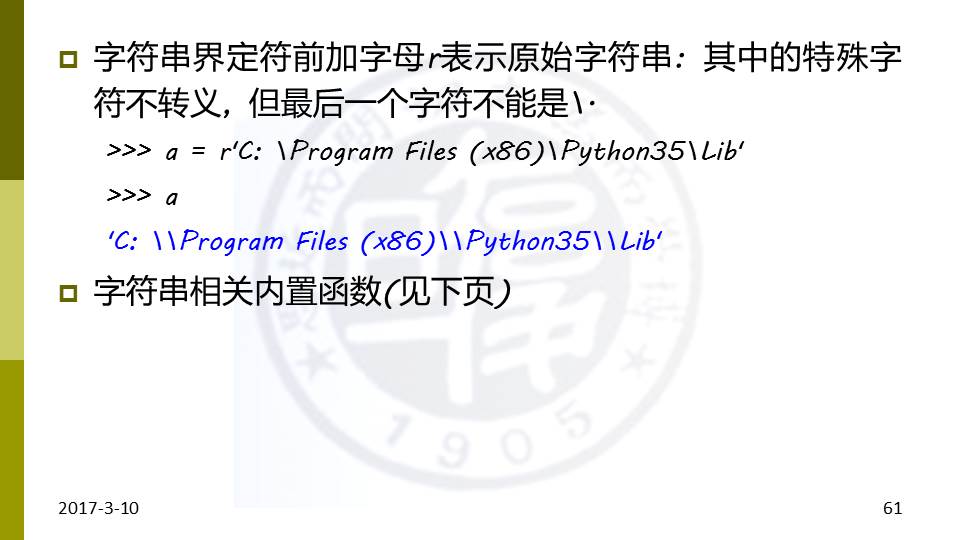 字符串界定符前加字母r表示原始字符串：其中的特殊字
符不转义，但最后一个字符不能是\.
>>> a = r'C: \Program Files (x86)\Python35\Lib'
>>> a
'C: \\Program Files (x86)\\Python35\\Lib'
字符串相关内置函数(见下页)
1905
2017-3-10
61